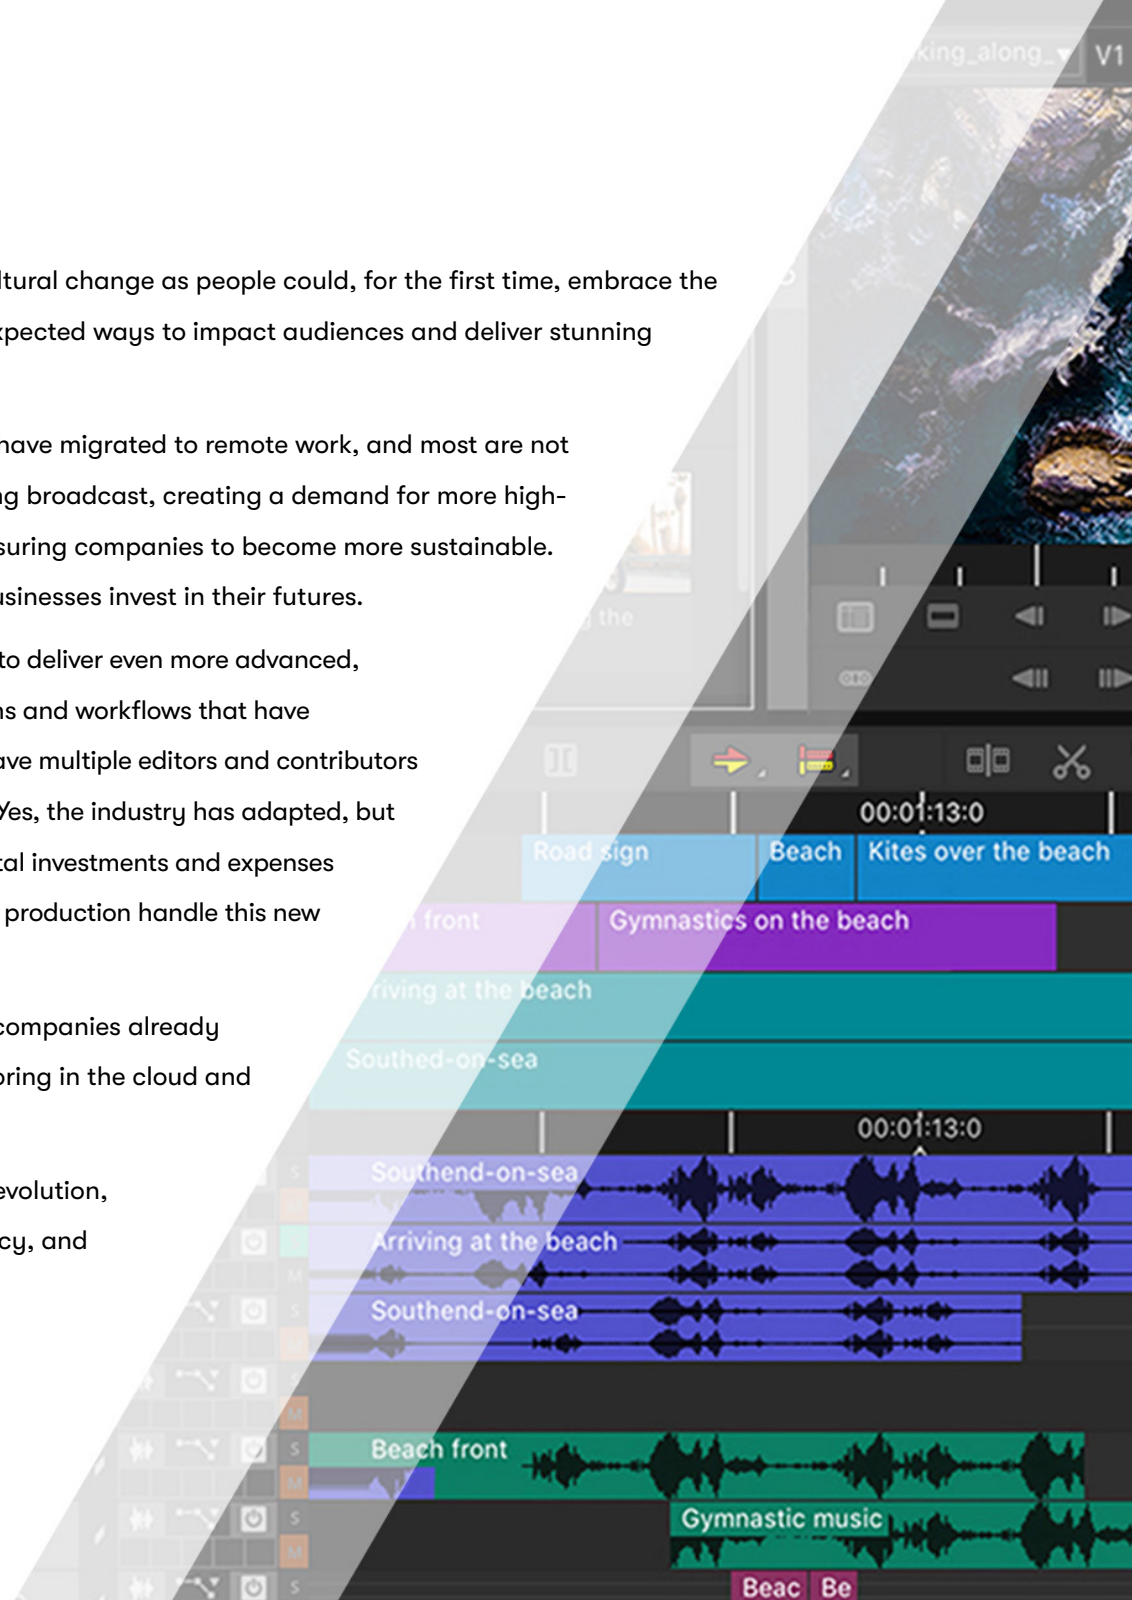 king_along_ V1
ltural change as people could, for the first time, embrace the
xpected ways to impact audiences and deliver stunning
have migrated to remote work, and most are not
ng broadcast, creating a demand for more high-
suring companies to become more sustainable.
usinesses invest in their futures.
g the
to deliver even more advanced,
ns and workflows that have
ave multiple editors and contributors
Yes, the industry has adapted, but
00:01:13:0
tal investments and expenses
Road sign Beach Kites over the beach
production handle this new
n front Gymnastics on the beach
riving at the beach
companies already
Southed-on-sea
oring in the cloud and
00:01:13:0
Southend-on-sea
S
evolution,
cy, and
Arriving at the beach
M
Southend-on-sea
S
S
M
Beach front
S
M
Gymnastic music
S
M
Beac Be
S